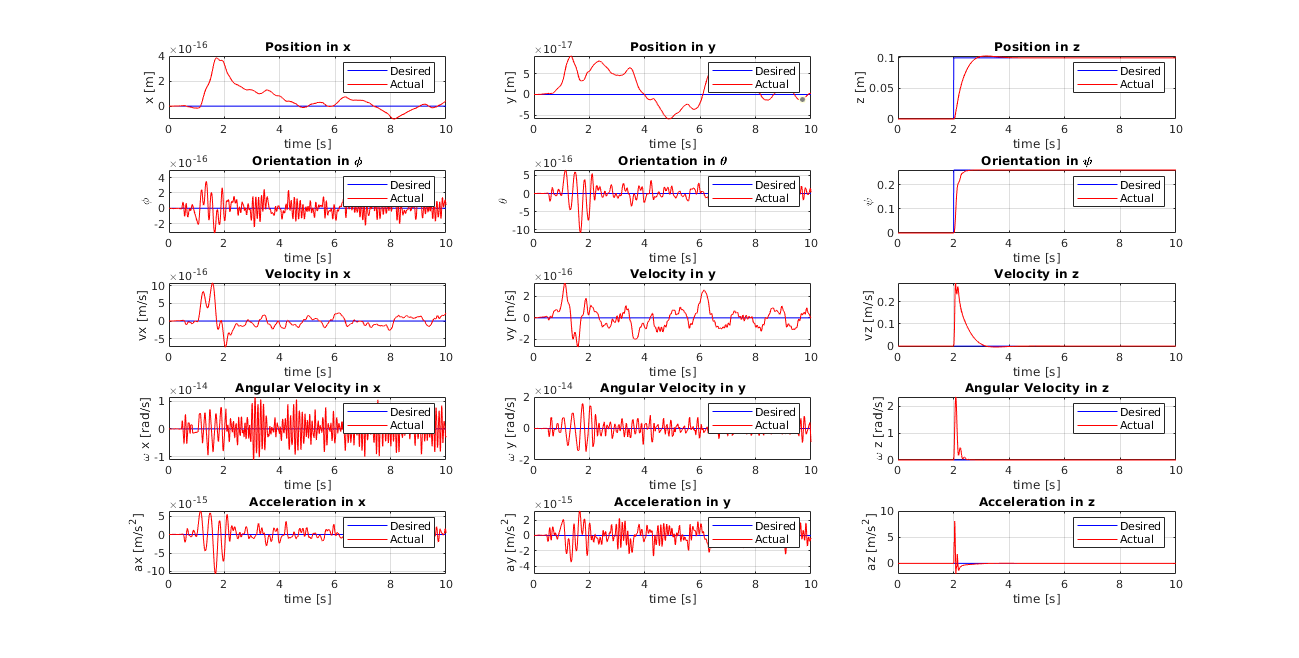 ×10⁻¹⁶ Position in x
4
2
0
x [m]
Desired
Actual
0 2 4 6 8 10
time [s]
×10⁻¹⁷ Position in y
5
0
-5
y [m]
Desired
Actual
0 2 4 6 8 10
time [s]
Position in z
0.1
0.05
0
z [m]
Desired
Actual
0 2 4 6 8 10
time [s]
×10⁻¹⁶ Orientation in ϕ
4
2
0
-2
ϕ
Desired
Actual
0 2 4 6 8 10
time [s]
×10⁻¹⁶ Orientation in θ
5
0
-5
-10
θ
Desired
Actual
0 2 4 6 8 10
time [s]
Orientation in ψ
0.2
0.1
0
ψ
Desired
Actual
0 2 4 6 8 10
time [s]
×10⁻¹⁶ Velocity in x
10
5
0
-5
vx [m/s]
Desired
Actual
0 2 4 6 8 10
time [s]
×10⁻¹⁶ Velocity in y
2
0
-2
vy [m/s]
Desired
Actual
0 2 4 6 8 10
time [s]
Velocity in z
0.2
0.1
0
vz [m/s]
Desired
Actual
0 2 4 6 8 10
time [s]
×10⁻¹⁴ Angular Velocity in x
1
0
-1
ω x [rad/s]
Desired
Actual
0 2 4 6 8 10
time [s]
×10⁻¹⁴ Angular Velocity in y
2
0
-2
ω y [rad/s]
Desired
Actual
0 2 4 6 8 10
time [s]
Angular Velocity in z
2
1
0
ω z [rad/s]
Desired
Actual
0 2 4 6 8 10
time [s]
×10⁻¹⁵ Acceleration in x
5
0
-5
-10
ax [m/s²]
Desired
Actual
0 2 4 6 8 10
time [s]
×10⁻¹⁵ Acceleration in y
2
0
-2
-4
ay [m/s²]
Desired
Actual
0 2 4 6 8 10
time [s]
Acceleration in z
10
5
0
az [m/s²]
Desired
Actual
0 2 4 6 8 10
time [s]